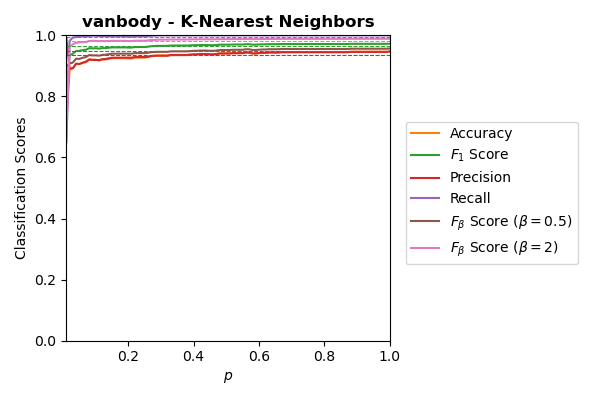 vanbody - K-Nearest Neighbors
1.0
0.8
0.6
0.4
0.2
0.0
Classification Scores
0.2 0.4 0.6 0.8 1.0
p
Accuracy
F₁ Score
Precision
Recall
Fᵦ Score (β = 0.5)
Fᵦ Score (β = 2)